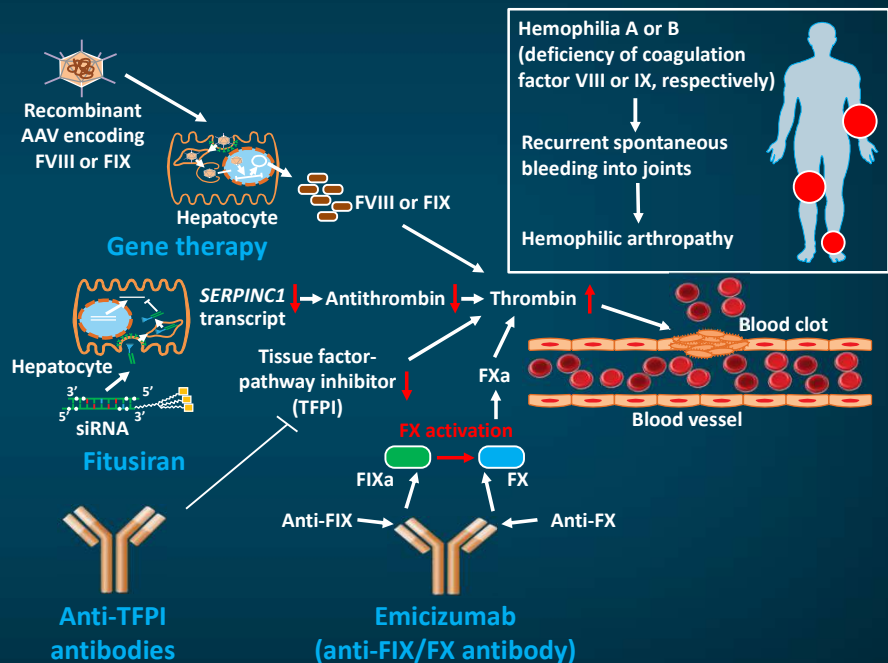 Hemophilia A or B
(deficiency of coagulation
factor VIII or IX, respectively)
Recurrent spontaneous
bleeding into joints
Hemophilic arthropathy
Recombinant
AAV encoding
FVIII or FIX
Hepatocyte
FVIII or FIX
Gene therapy
SERPINC1
transcript
Antithrombin
Thrombin
Blood clot
Blood vessel
Hepatocyte
3’ 5’
5’ 3’
siRNA
Fitusiran
Tissue factor-
pathway inhibitor
(TFPI)
FXa
FX activation
FIXa
FX
Anti-FIX
Anti-FX
Anti-TFPI
antibodies
Emicizumab
(anti-FIX/FX antibody)